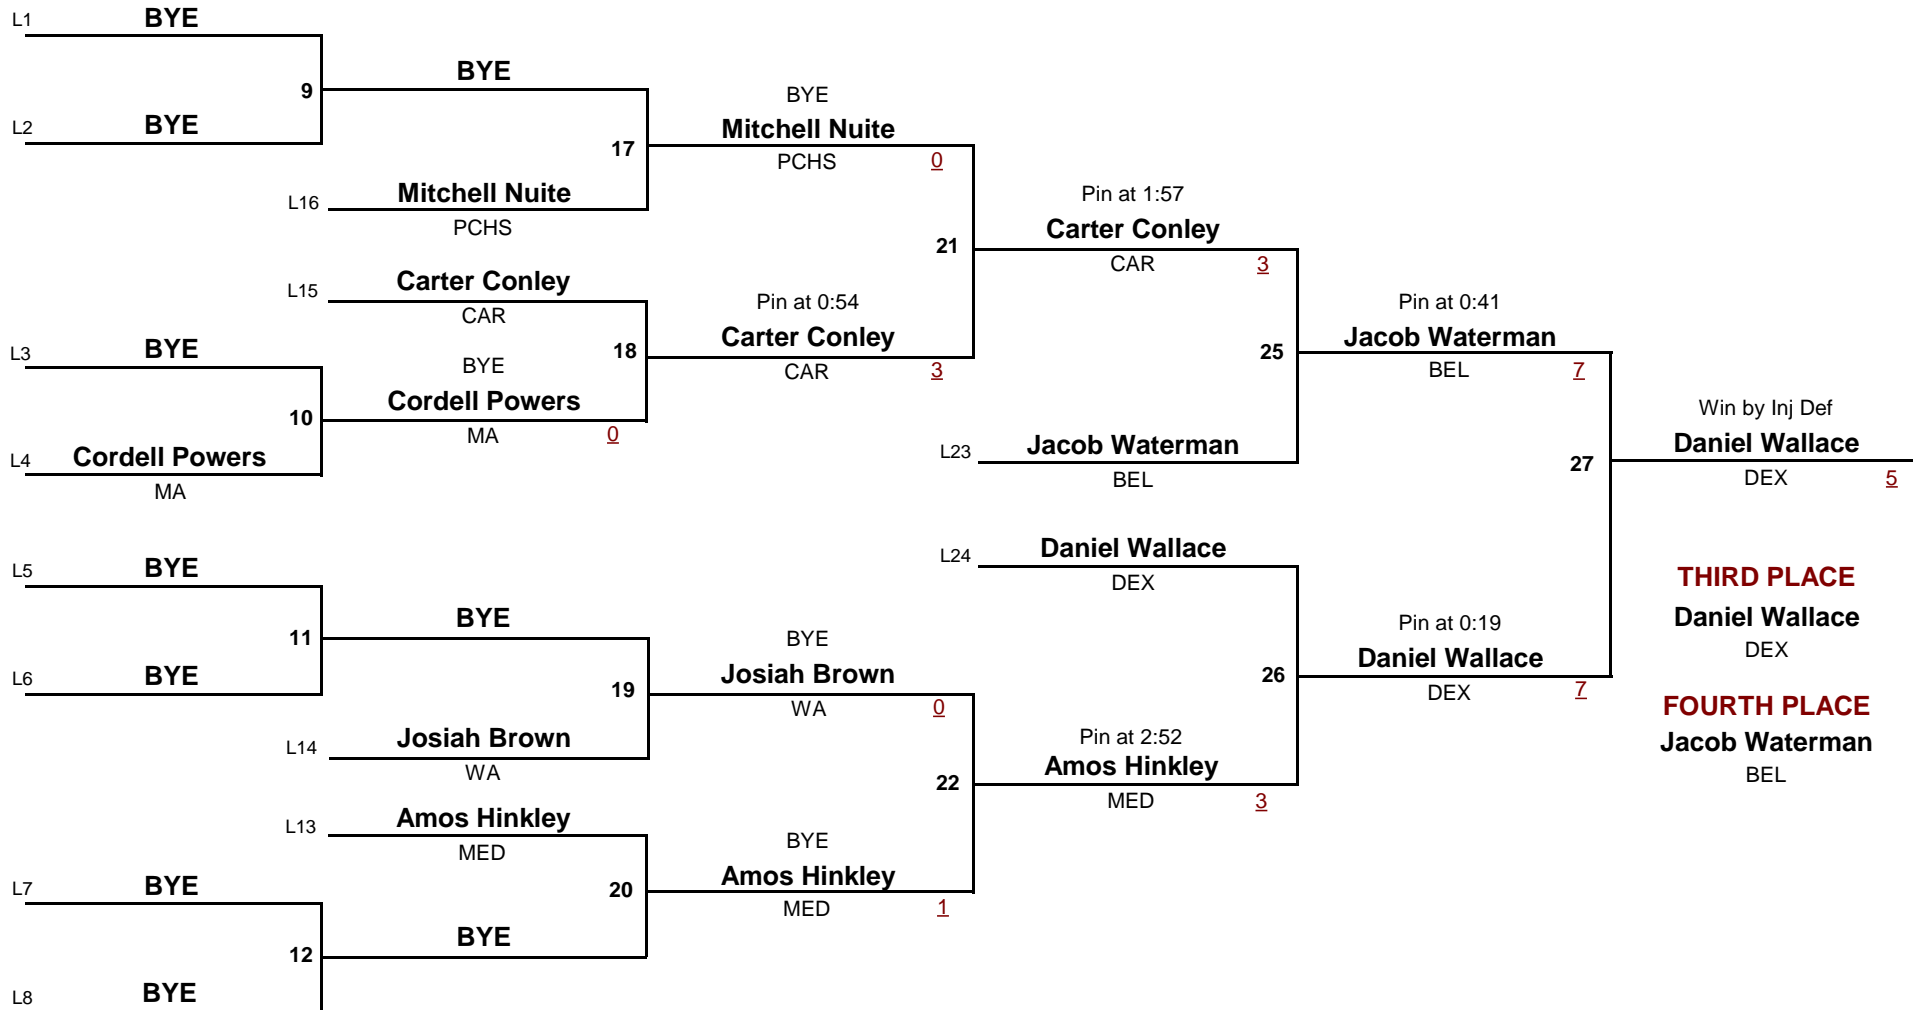 L1
BYE
9
L2
BYE
BYE
17
L16
Mitchell Nuite
PCHS
BYE
Mitchell Nuite
PCHS
0
L15
Carter Conley
CAR
18
L3
BYE
10
L4
Cordell Powers
MA
BYE
Cordell Powers
MA
0
Pin at 0:54
Carter Conley
CAR
3
21
Pin at 1:57
Carter Conley
CAR
3
25
L23
Jacob Waterman
BEL
Pin at 0:41
Jacob Waterman
BEL
7
27
Win by Inj Def
Daniel Wallace
DEX
5
L5
BYE
11
L6
BYE
BYE
19
L14
Josiah Brown
WA
BYE
Josiah Brown
WA
0
L13
Amos Hinkley
MED
20
L7
BYE
12
L8
BYE
BYE
BYE
Amos Hinkley
MED
1
22
Pin at 2:52
Amos Hinkley
MED
3
L24
Daniel Wallace
DEX
26
Pin at 0:19
Daniel Wallace
DEX
7
THIRD PLACE
Daniel Wallace
DEX
FOURTH PLACE
Jacob Waterman
BEL